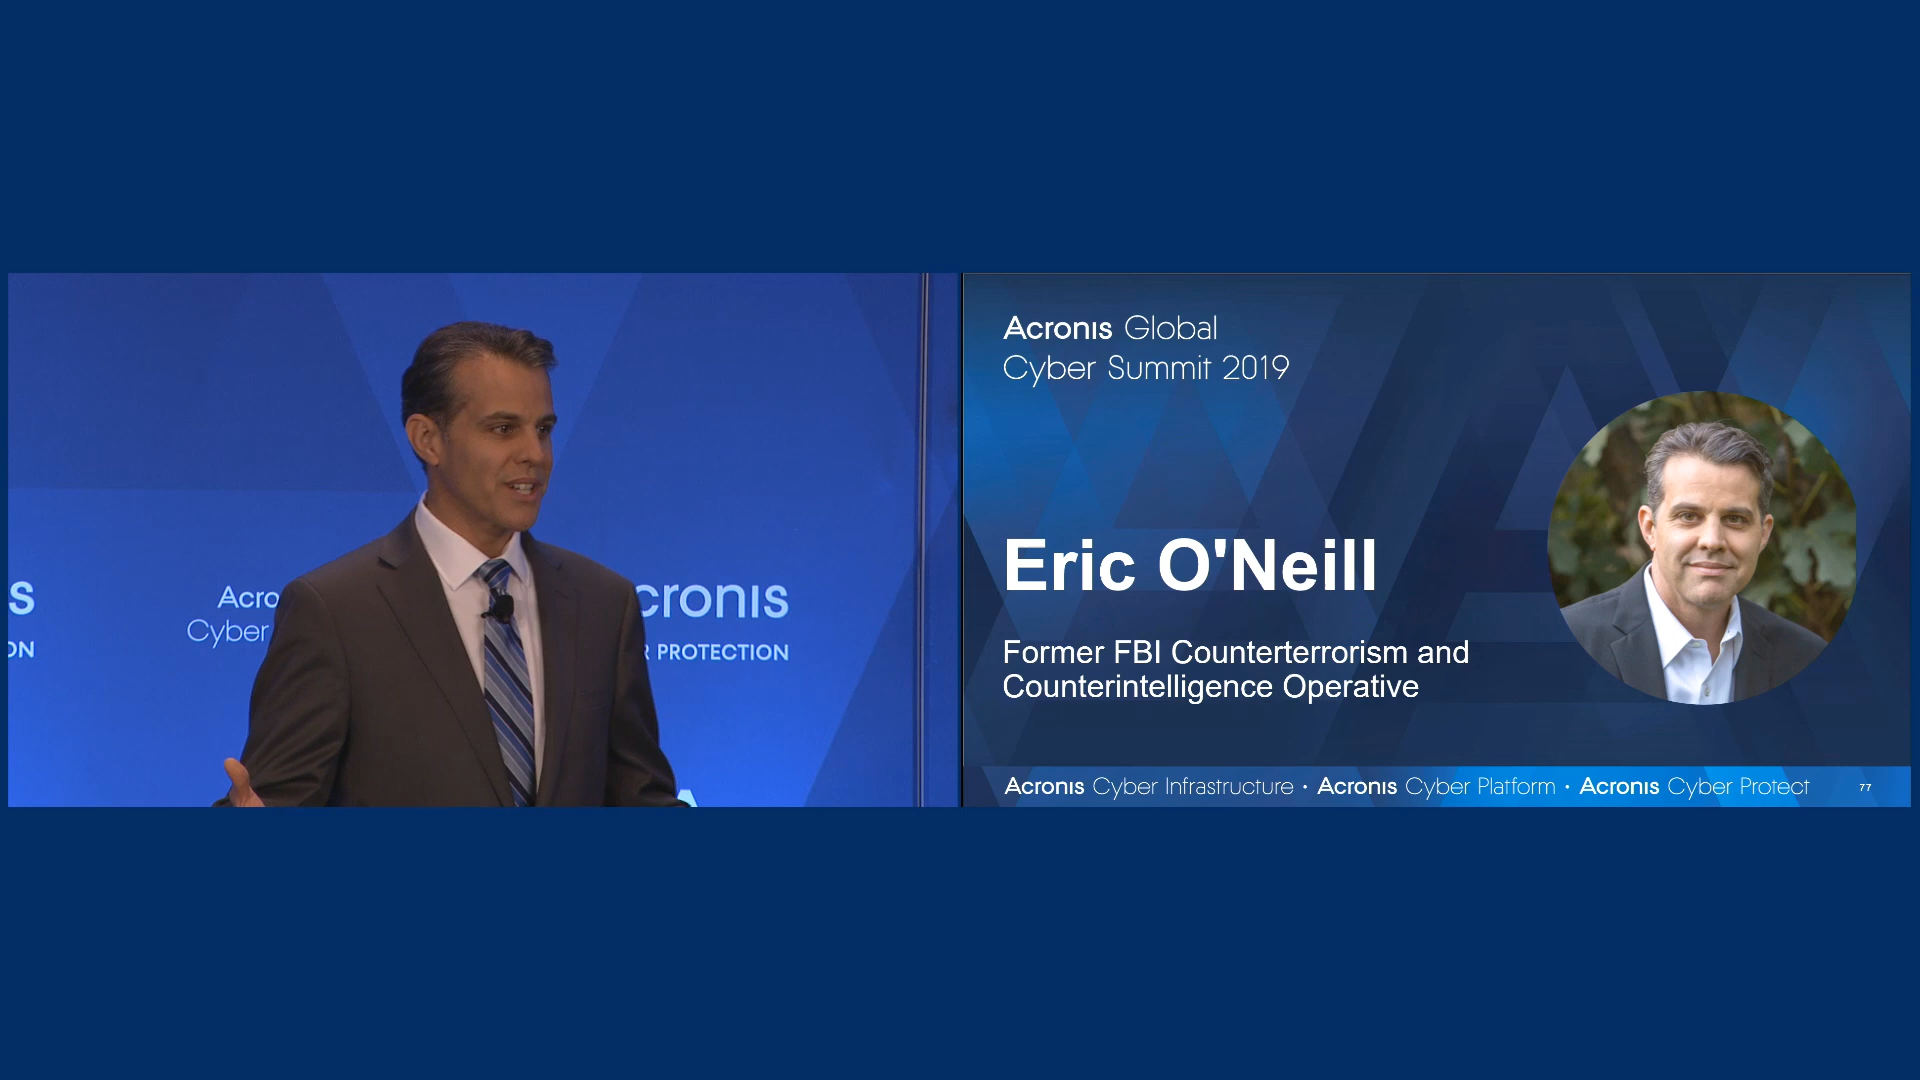 S
ON
Acro
Cyber
cronis
R PROTECTION
Acronis Global
Cyber Summit 2019
Eric O'Neill
Former FBI Counterterrorism and
Counterintelligence Operative
Acronis Cyber Infrastructure • Acronis Cyber Platform • Acronis Cyber Protect
77